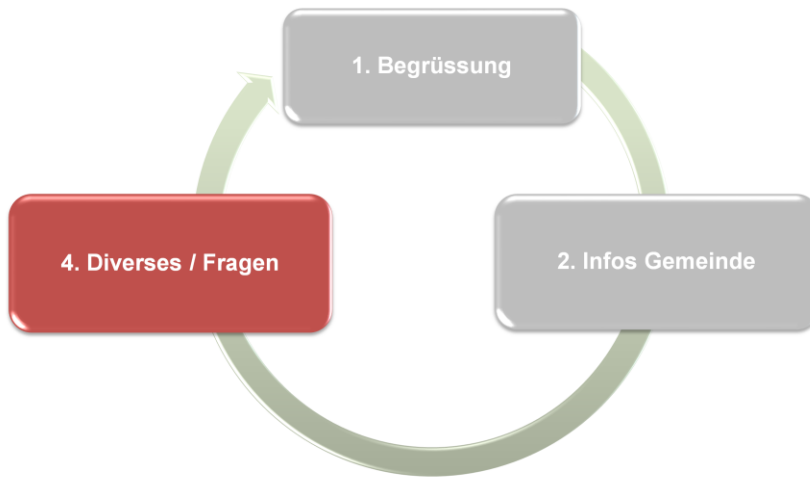 1. Begrüssung
2. Infos Gemeinde
4. Diverses / Fragen